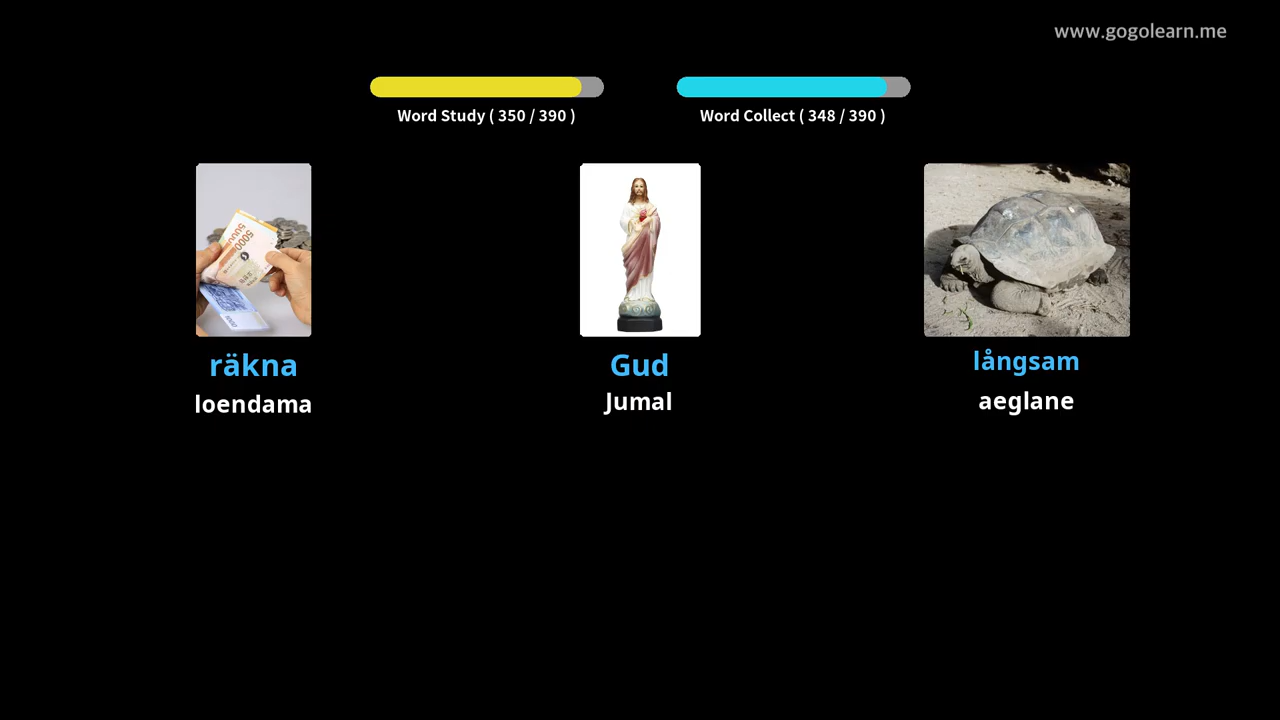 www.gogolearn.me
Word Study ( 350 / 390 )
Word Collect ( 348 / 390 )
räkna
Gud
långsam
loendama
Jumal
aeglane